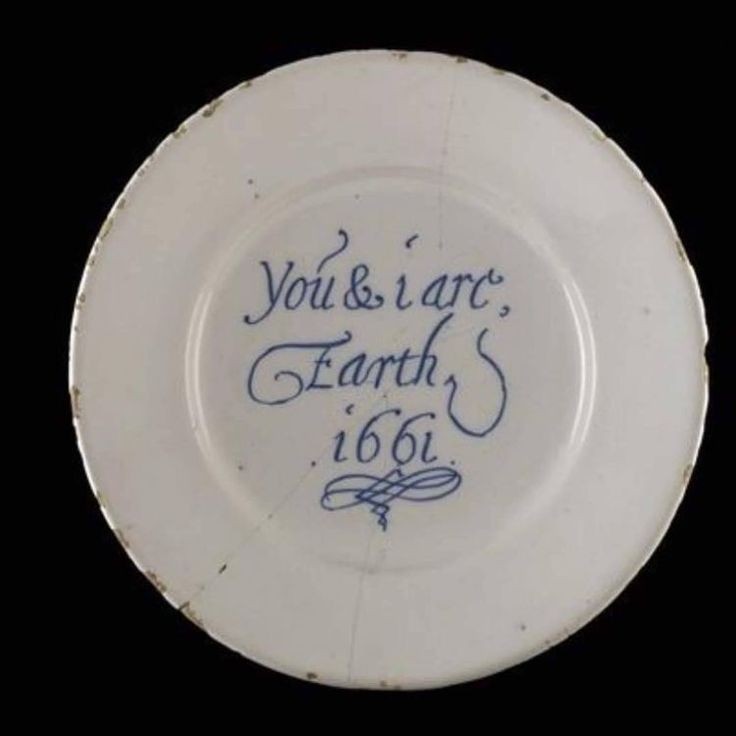 You & i are,
Earth,
1661.